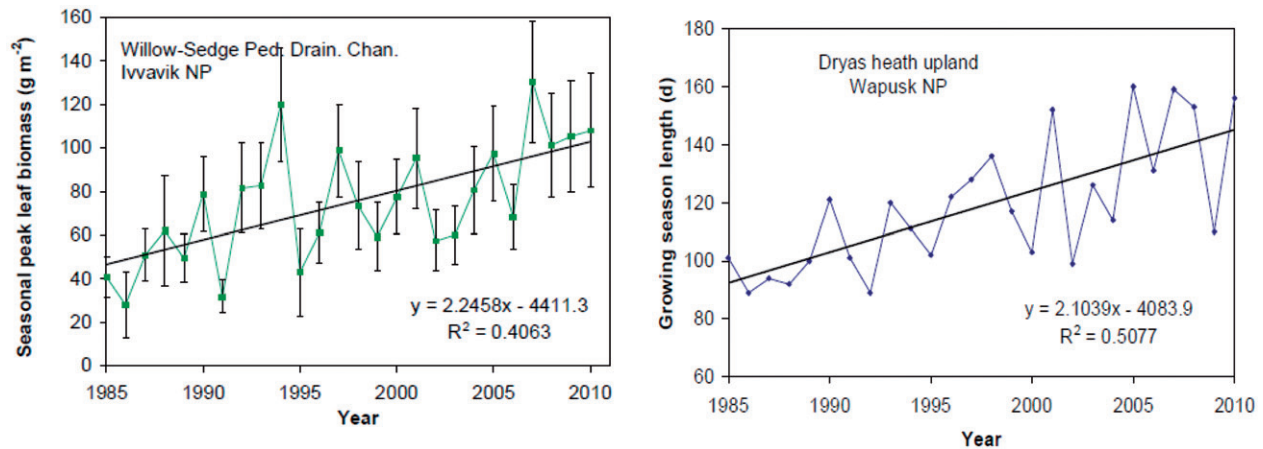 Seasonal peak leaf biomass (g m-2)
160
140
120
100
80
60
40
20
0
Willow-Sedge Ped. Drain. Chan.
Ivvavik NP
y = 2.2458x - 4411.3
R2 = 0.4063
1985 1990 1995 2000 2005 2010
Year
Growing season length (d)
180
160
140
120
100
80
60
Dryas heath upland
Wapusk NP
y = 2.1039x - 4083.9
R2 = 0.5077
1985 1990 1995 2000 2005 2010
Year